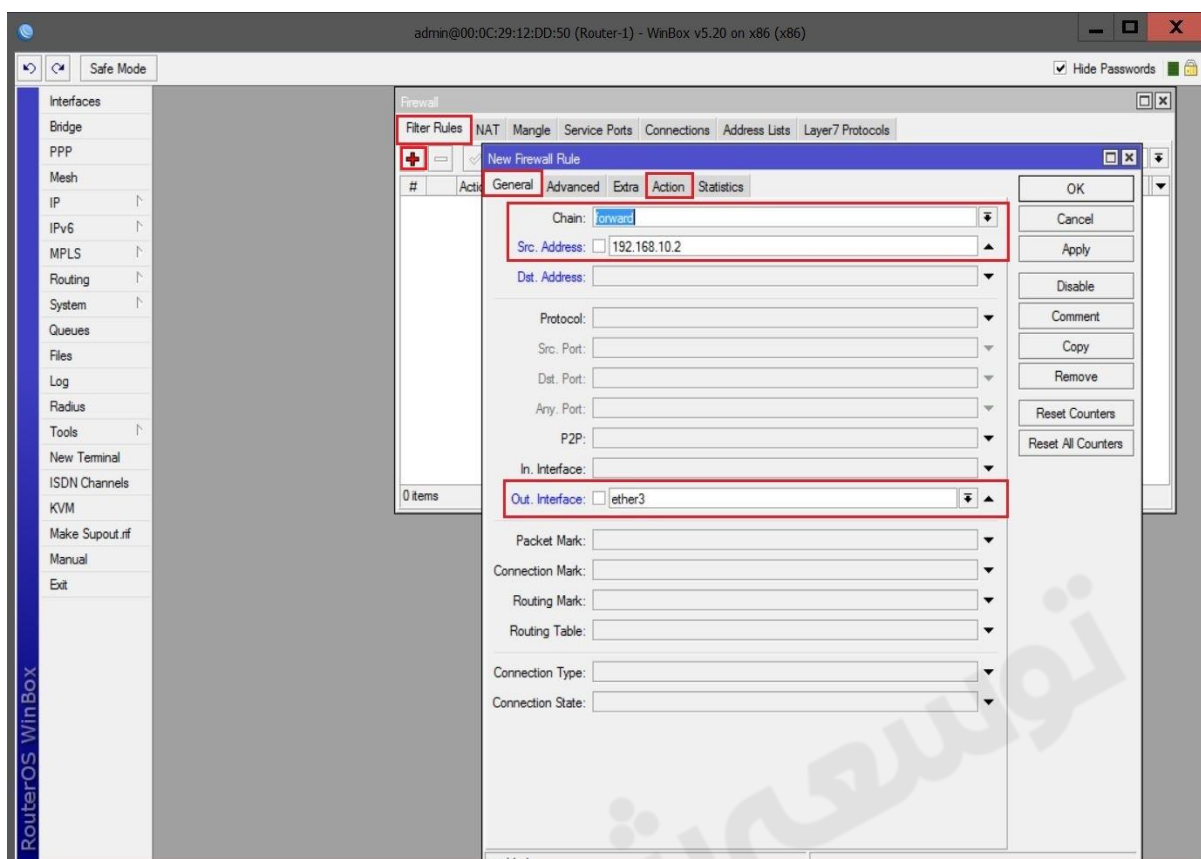 admin@00:0C:29:12:DD:50 (Router-1) - WinBox v5.20 on x86 (x86)
Safe Mode
Hide Passwords
Interfaces
Bridge
PPP
Mesh
IP
IPv6
MPLS
Routing
System
Queues
Files
Log
Radius
Tools
New Terminal
ISDN Channels
KVM
Make Supout.rif
Manual
Exit
RouterOS WinBox
Firewall
Filter Rules NAT Mangle Service Ports Connections Address Lists Layer7 Protocols
#
0 items
New Firewall Rule
General Advanced Extra Action Statistics
Chain: forward
Src. Address: 192.168.10.2
Dst. Address:
Protocol:
Src. Port:
Dst. Port:
Any. Port:
P2P:
In. Interface:
Out. Interface: ether3
Packet Mark:
Connection Mark:
Routing Mark:
Routing Table:
Connection Type:
Connection State:
OK
Cancel
Apply
Disable
Comment
Copy
Remove
Reset Counters
Reset All Counters